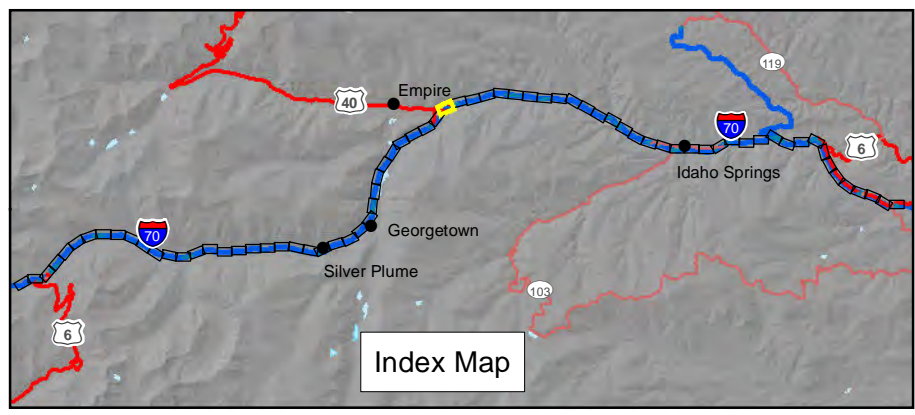 119
Empire
40
70
6
Idaho Springs
Georgetown
70
Silver Plume
103
6
Index Map